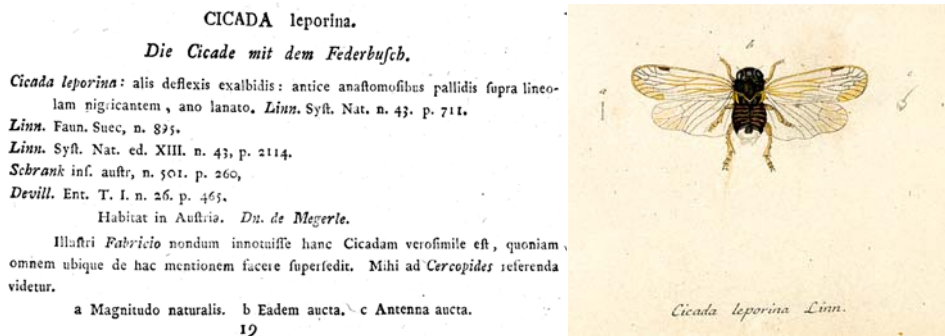 CICADA leporina.
Die Cicade mit dem Federbuſch.
Cicada leporina: alis deflexis exalbidis: antice anaſtomoſibus pallidis ſupra lineo-
lam nigricantem, ano lanato. Linn. Syſt. Nat. n. 43. p. 711.
Linn. Faun. Suec, n. 895.
Linn. Syſt. Nat. ed. XIII. n. 43, p. 2114.
Schrank inſ. auſtr, n. 501. p. 260,
Devill. Ent. T. I. n. 26. p. 465.
Habitat in Auſtria. Dn. de Megerle.
Illuſtri Fabricio nondum innotuiſſe hanc Cicadam veroſimile eſt, quoniam
omnem ubique de hac mentionem facere ſuperſedit. Mihi ad Cercopides referenda
videtur.
a Magnitudo naturalis. b Eadem aucta. c Antenna aucta.
19
a
b
c
Cicada leporina Linn.